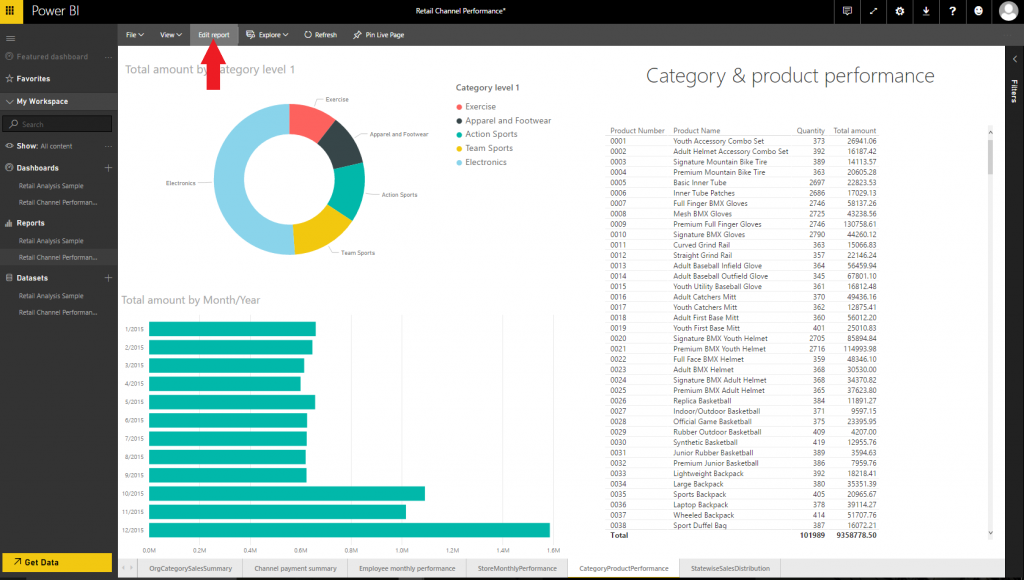 Power BI
Retail Channel Performance*
File View Edit report Explore Refresh Pin Live Page
Featured dashboard ...
Favorites
My Workspace
Search
Show: All content ...
Dashboards +
Retail Analysis Sample
Retail Channel Performan...
Reports
Retail Analysis Sample
Retail Channel Performan...
Datasets +
Retail Analysis Sample
Retail Channel Performan...
Get Data
Total amount by Category level 1
Exercise
Apparel and Footwear
Action Sports
Team Sports
Electronics
Category level 1
Exercise
Apparel and Footwear
Action Sports
Team Sports
Electronics
Total amount by Month/Year
1/2015
2/2015
3/2015
4/2015
5/2015
6/2015
7/2015
8/2015
9/2015
10/2015
11/2015
12/2015
0.0M 0.2M 0.4M 0.6M 0.8M 1.0M 1.2M 1.4M 1.6M
Category & product performance
Product Number Product Name Quantity Total amount
0001 Youth Accessory Combo Set 373 26941.06
0002 Adult Helmet Accessory Combo Set 392 16187.42
0003 Signature Mountain Bike Tire 389 14113.57
0004 Premium Mountain Bike Tire 363 20605.28
0005 Basic Inner Tube 2697 22823.53
0006 Inner Tube Patches 2686 17029.13
0007 Full Finger BMX Gloves 2746 58137.26
0008 Mesh BMX Gloves 2725 43238.56
0009 Premium Full Finger Gloves 2746 130758.61
0010 Signature BMX Gloves 2790 44260.12
0011 Curved Grind Rail 363 15066.83
0012 Straight Grind Rail 357 22146.24
0013 Adult Baseball Infield Glove 364 56459.94
0014 Adult Baseball Outfield Glove 345 67801.10
0015 Youth Utility Baseball Glove 361 16812.48
0016 Adult Catchers Mitt 370 49436.16
0017 Youth Catchers Mitt 362 12875.41
0018 Adult First Base Mitt 360 56012.20
0019 Youth First Base Mitt 401 25010.83
0020 Signature BMX Youth Helmet 2705 85894.84
0021 Premium BMX Youth Helmet 2716 114993.98
0022 Full Face BMX Helmet 359 48346.10
0023 Adult BMX Helmet 368 30530.00
0024 Signature BMX Adult Helmet 368 34370.82
0025 Premium BMX Adult Helmet 365 37623.80
0026 Replica Basketball 384 11891.27
0027 Indoor/Outdoor Basketball 371 9597.15
0028 Official Game Basketball 375 23395.95
0029 Rubber Outdoor Basketball 409 4207.00
0030 Synthetic Basketball 419 12955.76
0031 Junior Rubber Basketball 389 3594.63
0032 Premium Junior Basketball 386 7959.76
0033 Lightweight Backpack 392 18218.41
0034 Large Backpack 380 35351.39
0035 Sports Backpack 405 20965.67
0036 Laptop Backpack 378 39114.27
0037 Wheeled Backpack 414 51707.76
0038 Sport Duffel Bag 387 16072.21
Total 101989 9358778.50
Filters
OrgCategorySalesSummary Channel payment summary Employee monthly performance StoreMonthlyPerformance CategoryProductPerformance StatewiseSalesDistribution